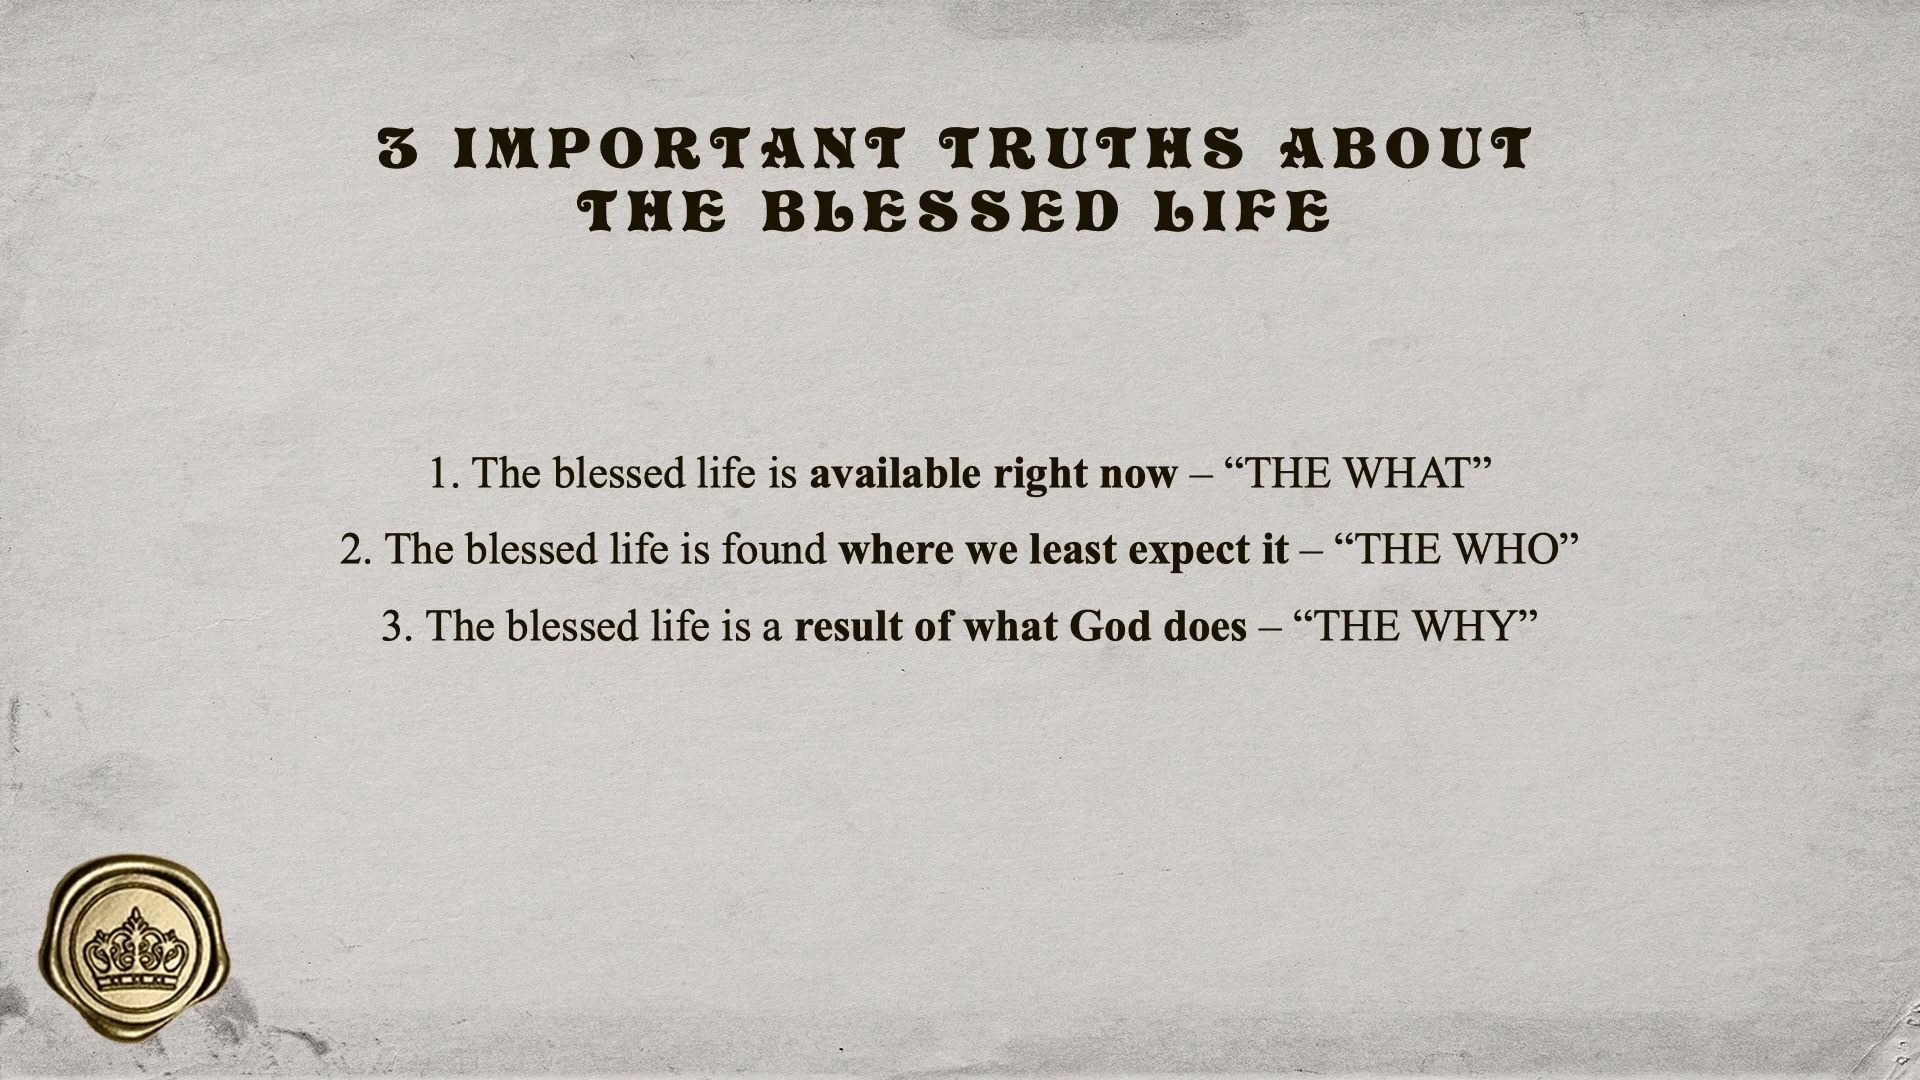 3 IMPORTANT TRUTHS ABOUT
THE BLESSED LIFE
1. The blessed life is available right now – “THE WHAT”
2. The blessed life is found where we least expect it – “THE WHO”
3. The blessed life is a result of what God does – “THE WHY”